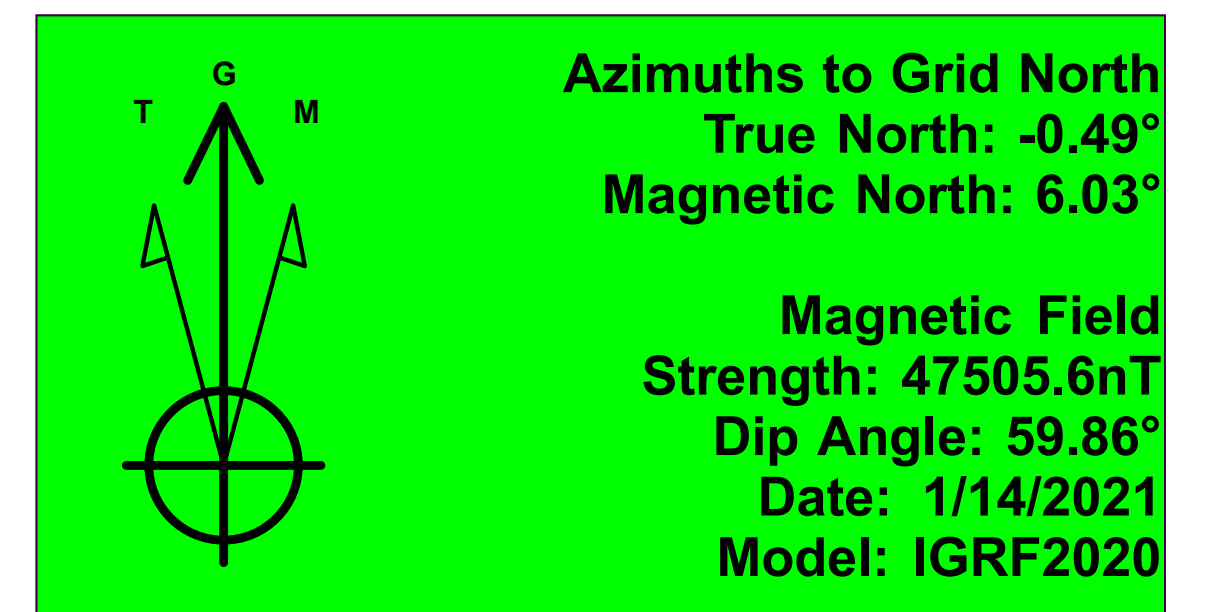 G
T M
Azimuths to Grid North
True North: -0.49°
Magnetic North: 6.03°
Magnetic Field
Strength: 47505.6nT
Dip Angle: 59.86°
Date: 1/14/2021
Model: IGRF2020